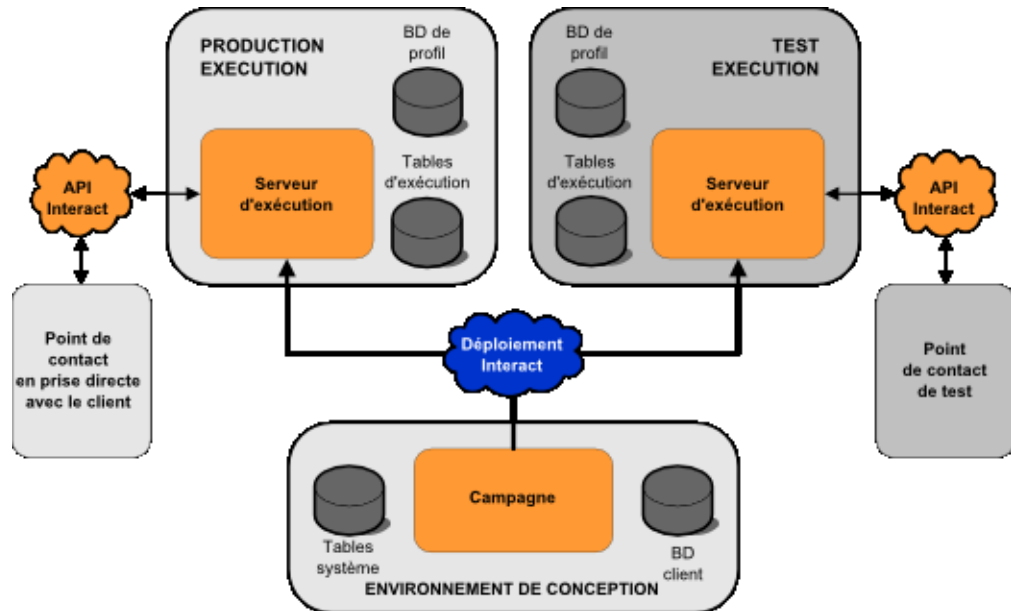 PRODUCTION
EXECUTION
BD de
profil
Tables
d'exécution
Serveur
d'exécution
BD de
profil
TEST
EXECUTION
Tables
d'exécution
Serveur
d'exécution
API
Interact
API
Interact
Point de
contact
en prise directe
avec le client
Déploiement
Interact
Point
de contact
de test
Campagne
Tables
système
BD
client
ENVIRONNEMENT DE CONCEPTION